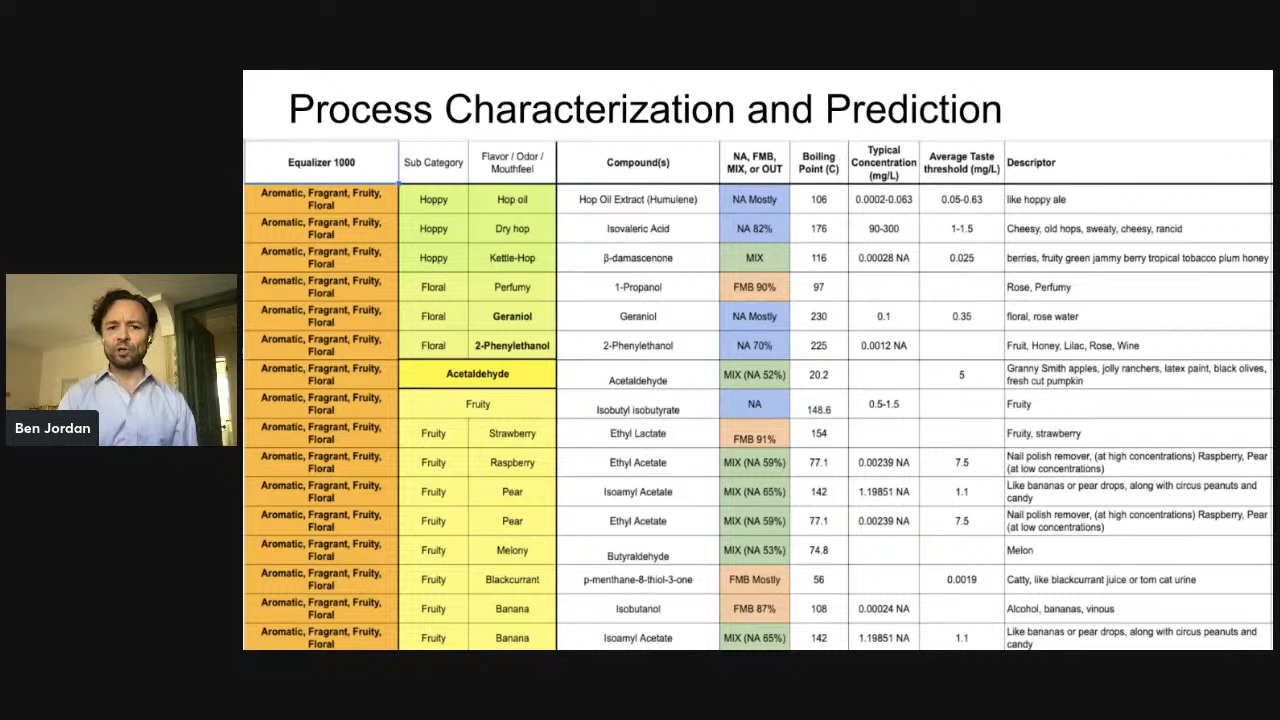 Process Characterization and Prediction
Equalizer 1000 Sub Category Flavor / Odor / Mouthfeel Compound(s) NA, FMB, MIX, or OUT Boiling Point (C) Typical Concentration (mg/L) Average Taste threshold (mg/L) Descriptor
Aromatic, Fragrant, Fruity, Floral Hoppy Hop oil Hop Oil Extract (Humulene) NA Mostly 106 0.0002-0.063 0.05-0.63 like hoppy ale
Aromatic, Fragrant, Fruity, Floral Hoppy Dry hop Isovaleric Acid NA 82% 176 90-300 1-1.5 Cheesy, old hops, sweaty, cheesy, rancid
Aromatic, Fragrant, Fruity, Floral Hoppy Kettle-Hop β-damascenone MIX 116 0.00028 NA 0.025 berries, fruity green jammy berry tropical tobacco plum honey
Aromatic, Fragrant, Fruity, Floral Floral Perfumy 1-Propanol FMB 90% 97 Rose, Perfumy
Aromatic, Fragrant, Fruity, Floral Floral Geraniol Geraniol NA Mostly 230 0.1 0.35 floral, rose water
Aromatic, Fragrant, Fruity, Floral Floral 2-Phenylethanol 2-Phenylethanol NA 70% 225 0.0012 NA Fruit, Honey, Lilac, Rose, Wine
Aromatic, Fragrant, Fruity, Floral Acetaldehyde Acetaldehyde MIX (NA 52%) 20.2 5 Granny Smith apples, jolly ranchers, latex paint, black olives, fresh cut pumpkin
Aromatic, Fragrant, Fruity, Floral Fruity Isobutyl isobutyrate NA 148.6 0.5-1.5 Fruity
Aromatic, Fragrant, Fruity, Floral Fruity Strawberry Ethyl Lactate FMB 91% 154 Fruity, strawberry
Aromatic, Fragrant, Fruity, Floral Fruity Raspberry Ethyl Acetate MIX (NA 59%) 77.1 0.00239 NA 7.5 Nail polish remover, (at high concentrations) Raspberry, Pear (at low concentrations)
Aromatic, Fragrant, Fruity, Floral Fruity Pear Isoamyl Acetate MIX (NA 65%) 142 1.19851 NA 1.1 Like bananas or pear drops, along with circus peanuts and candy
Aromatic, Fragrant, Fruity, Floral Fruity Pear Ethyl Acetate MIX (NA 59%) 77.1 0.00239 NA 7.5 Nail polish remover, (at high concentrations) Raspberry, Pear (at low concentrations)
Aromatic, Fragrant, Fruity, Floral Fruity Melony Butyraldehyde MIX (NA 53%) 74.8 Melon
Aromatic, Fragrant, Fruity, Floral Fruity Blackcurrant p-menthane-8-thiol-3-one FMB Mostly 56 0.0019 Catty, like blackcurrant juice or tom cat urine
Aromatic, Fragrant, Fruity, Floral Fruity Banana Isobutanol FMB 87% 108 0.00024 NA Alcohol, bananas, vinous
Aromatic, Fragrant, Fruity, Floral Fruity Banana Isoamyl Acetate MIX (NA 65%) 142 1.19851 NA 1.1 Like bananas or pear drops, along with circus peanuts and candy
Ben Jordan